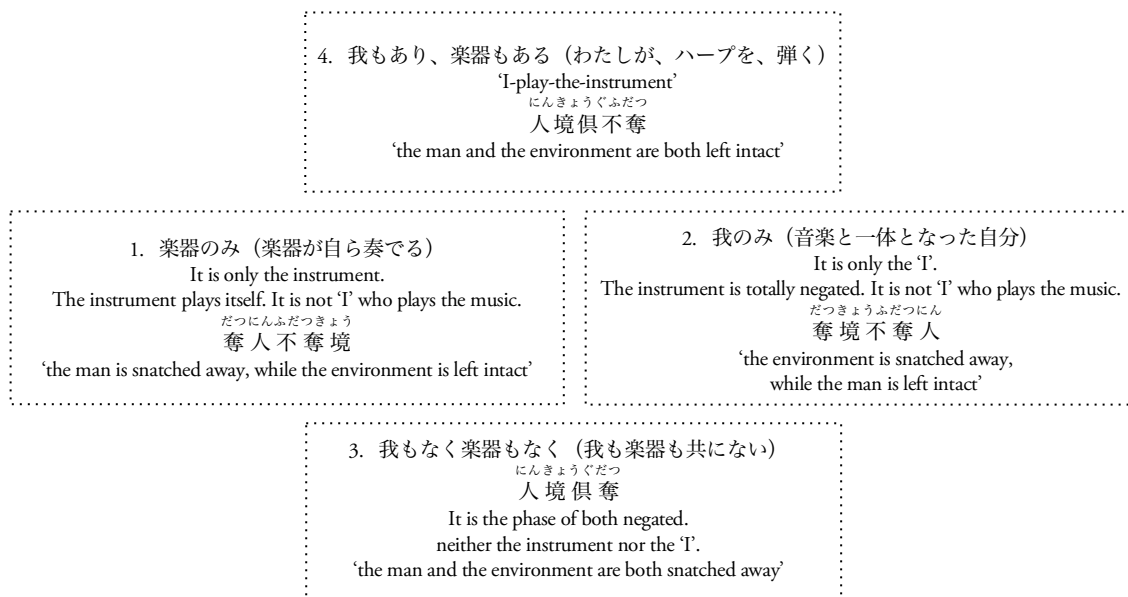 4. 我もあり、楽器もある（わたしが、ハープを、弾く）
‘I-play-the-instrument’
にんきょうぐふだつ
人境倶不奪
‘the man and the environment are both left intact’
1. 楽器のみ（楽器が自ら奏でる）
It is only the instrument.
The instrument plays itself. It is not ‘I’ who plays the music.
だつにんふだつきょう
奪人不奪境
‘the man is snatched away, while the environment is left intact’
2. 我のみ（音楽と一体となった自分）
It is only the ‘I’.
The instrument is totally negated. It is not ‘I’ who plays the music.
だつきょうふだつにん
奪境不奪人
‘the environment is snatched away,
while the man is left intact’
3. 我もなく楽器もなく（我も楽器も共にない）
にんきょうぐだつ
人境倶奪
It is the phase of both negated.
neither the instrument nor the ‘I’.
‘the man and the environment are both snatched away’